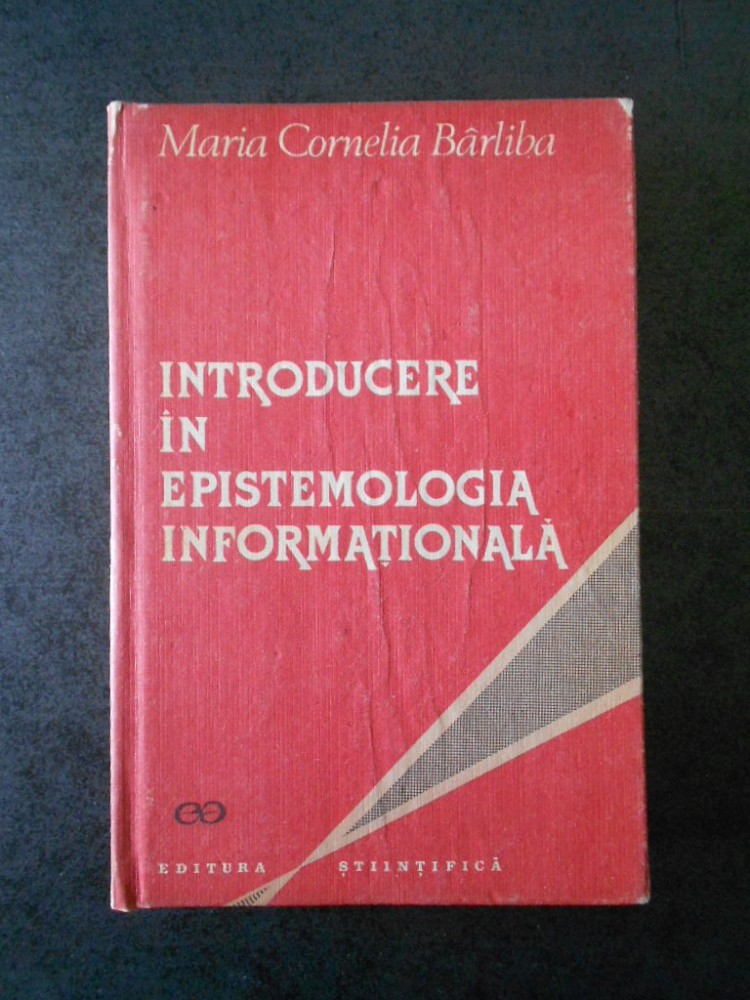 Maria Cornelia Bârliba
INTRODUCERE
ÎN
EPISTEMOLOGIA
INFORMAȚIONALĂ
EDITURA ȘTIINȚIFICĂ